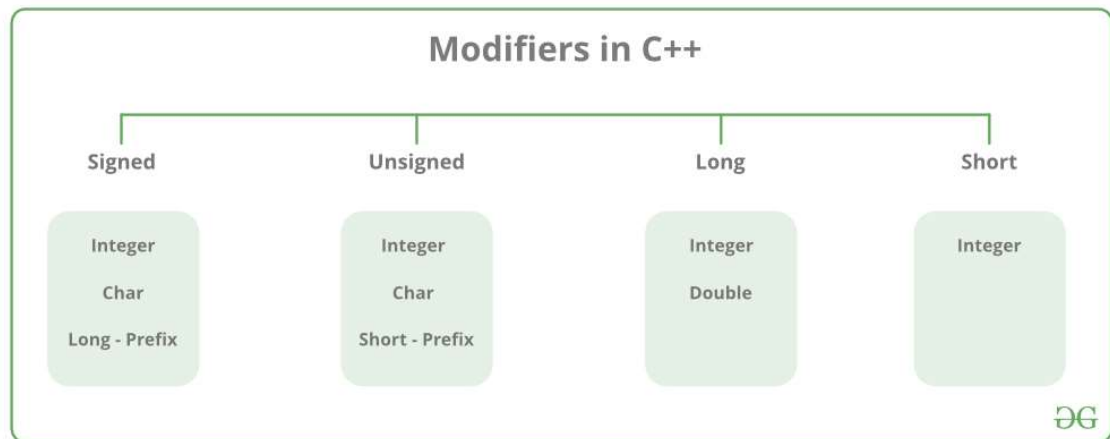 Modifiers in C++
Signed
Unsigned
Long
Short
Integer
Char
Long - Prefix
Integer
Char
Short - Prefix
Integer
Double
Integer